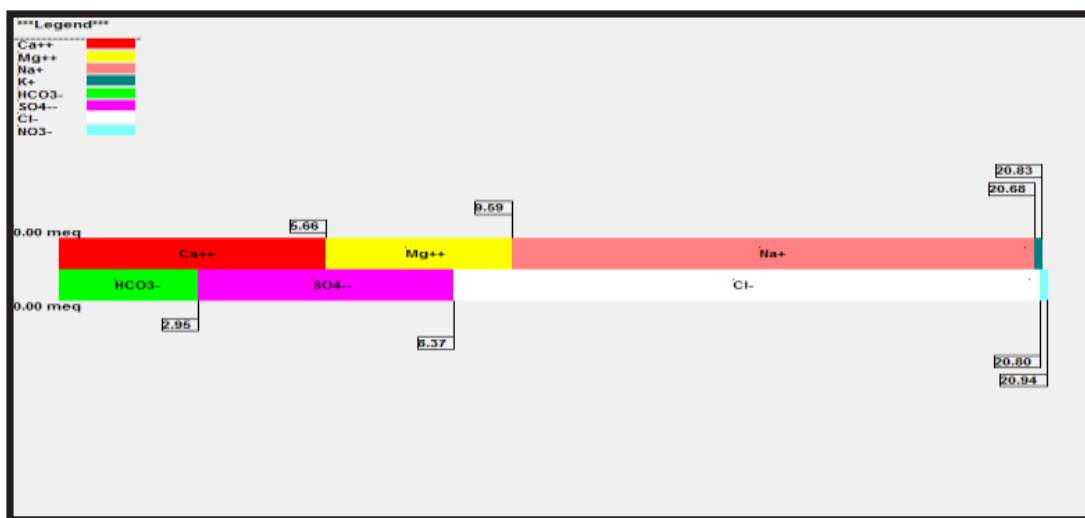 ***Legend***
Ca++
Mg++
Na+
K+
HCO3-
SO4--
Cl-
NO3-
20.83
20.68
9.59
5.66
0.00 meq
Ca++ Mg++ Na+
HCO3- SO4-- Cl-
0.00 meq
2.95
8.37
20.80
20.94